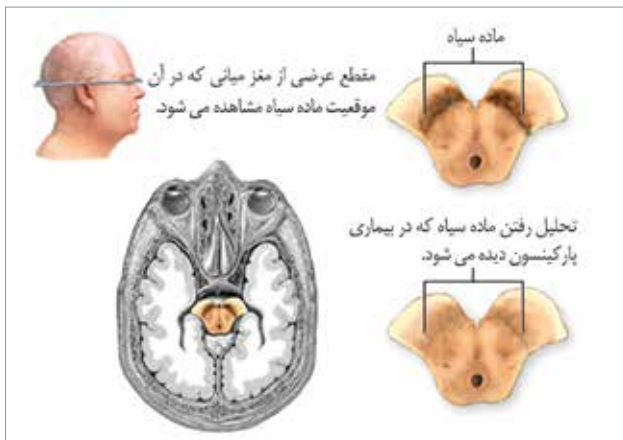 ماده سیاه
مقطع عرضی از مغز میانی که در آن
موقعیت ماده سیاه مشاهده می شود.
تحلیل رفتن ماده سیاه که در بیماری
پارکینسون دیده می شود.